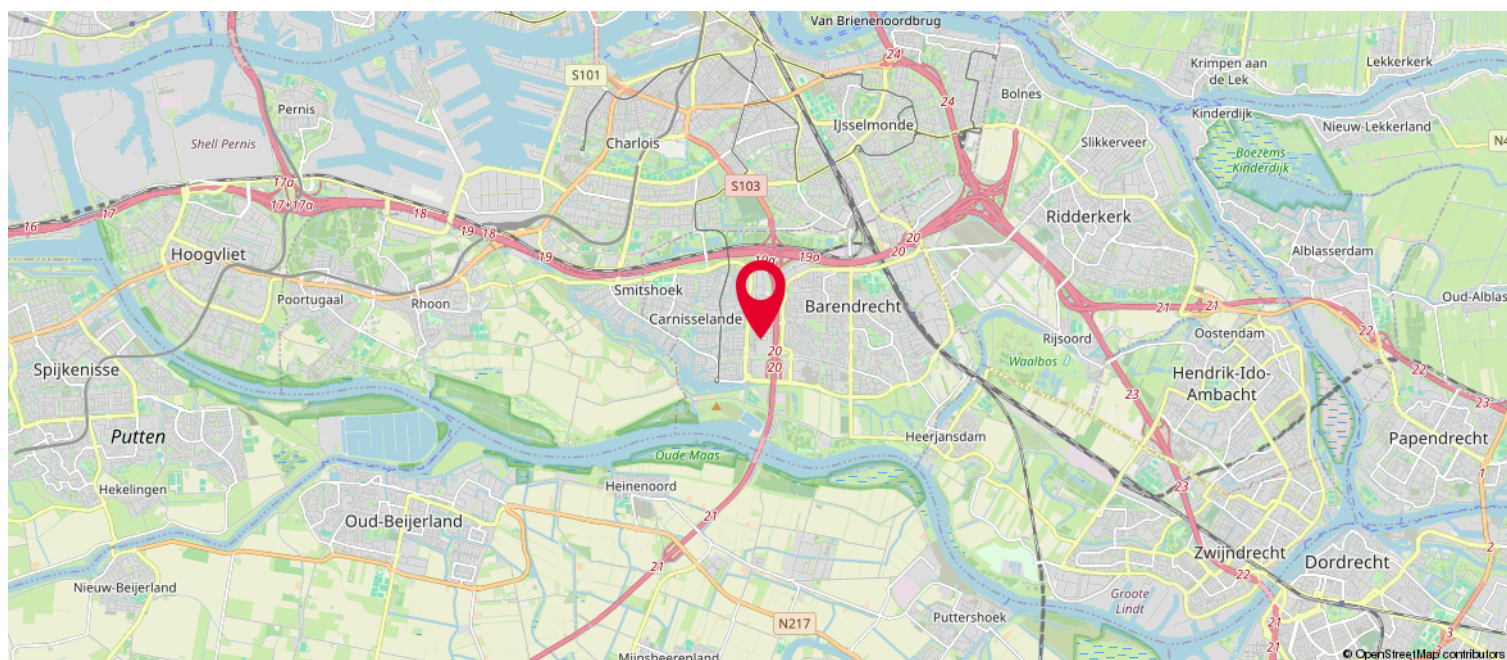 Van Brienenoordbrug
24
Krimpen aan
de Lek
Lekkerkerk
S101
Bolnes
Pernis
24
Kinderdijk
IJsselmonde
Nieuw-Lekkerland
N4
Shell Pernis
Charlois
Slikkerveer
Boezems
Kinderdijk
17a
S103
17+17a
16
17
18
19
18
Ridderkerk
20
20
Hoogvliet
19
19a
19a
Alblasserdam
Smitshoek
Poortugaal
Rhoon
Carnisselande
Barendrecht
Oud-Alblas
21
21
Oostendam
Rijsoord
22
20
20
Waalbos
Spijkenisse
Hendrik-Ido-
Ambacht
22
23
23
Putten
Heerjansdam
Papendrecht
Oude Maas
1
Hekelingen
Heinenoord
23
Oud-Beijerland
21
2
Zwijndrecht
Dordrecht
21
22
Nieuw-Beijerland
Groote
Lindt
Puttershoek
N217
21
3
Mijnsheerenland
© OpenStreetMap contributors